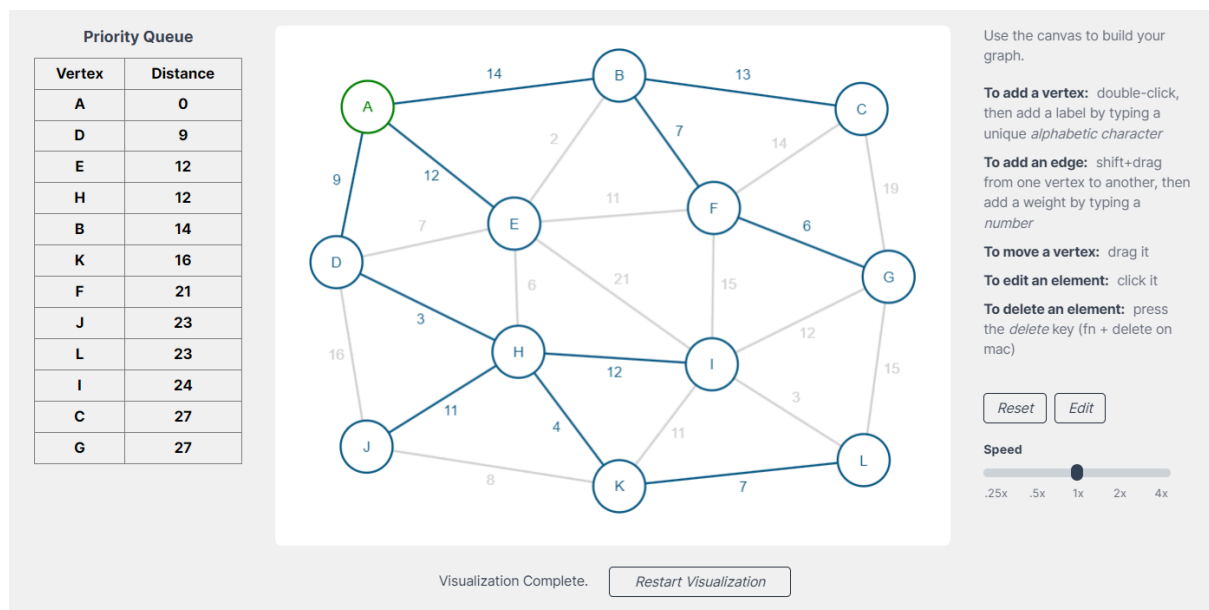 Priority Queue
Vertex Distance
A 0
D 9
E 12
H 12
B 14
K 16
F 21
J 23
L 23
I 24
C 27
G 27
14
B
13
A
C
2
7
14
9
12
11
19
E
F
7
6
D
G
6
21
15
3
12
H
I
16
12
15
11
3
4
11
J
L
8
K
7
Visualization Complete.
Restart Visualization
Use the canvas to build your
graph.
To add a vertex: double-click,
then add a label by typing a
unique alphabetic character
To add an edge: shift+drag
from one vertex to another, then
add a weight by typing a
number
To move a vertex: drag it
To edit an element: click it
To delete an element: press
the delete key (fn + delete on
mac)
Reset Edit
Speed
.25x .5x 1x 2x 4x